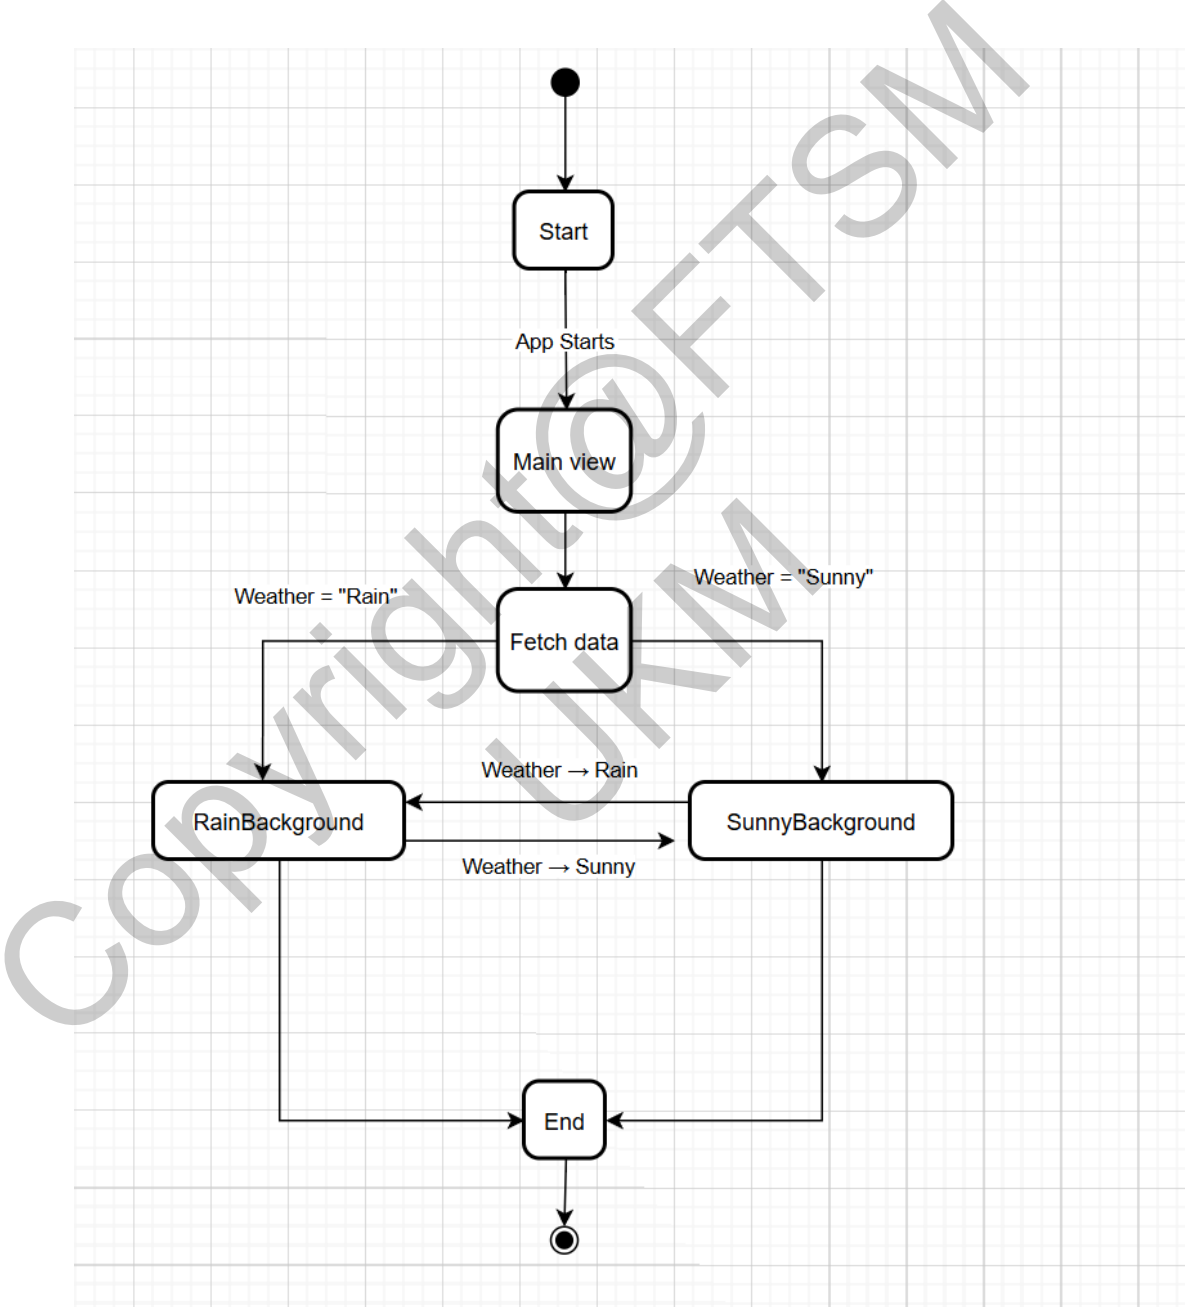 Start
App Starts
Main view
Weather = "Rain"
Weather = "Sunny"
Fetch data
Weather → Rain
RainBackground
SunnyBackground
Weather → Sunny
End
Copyright@FTSM
UKM